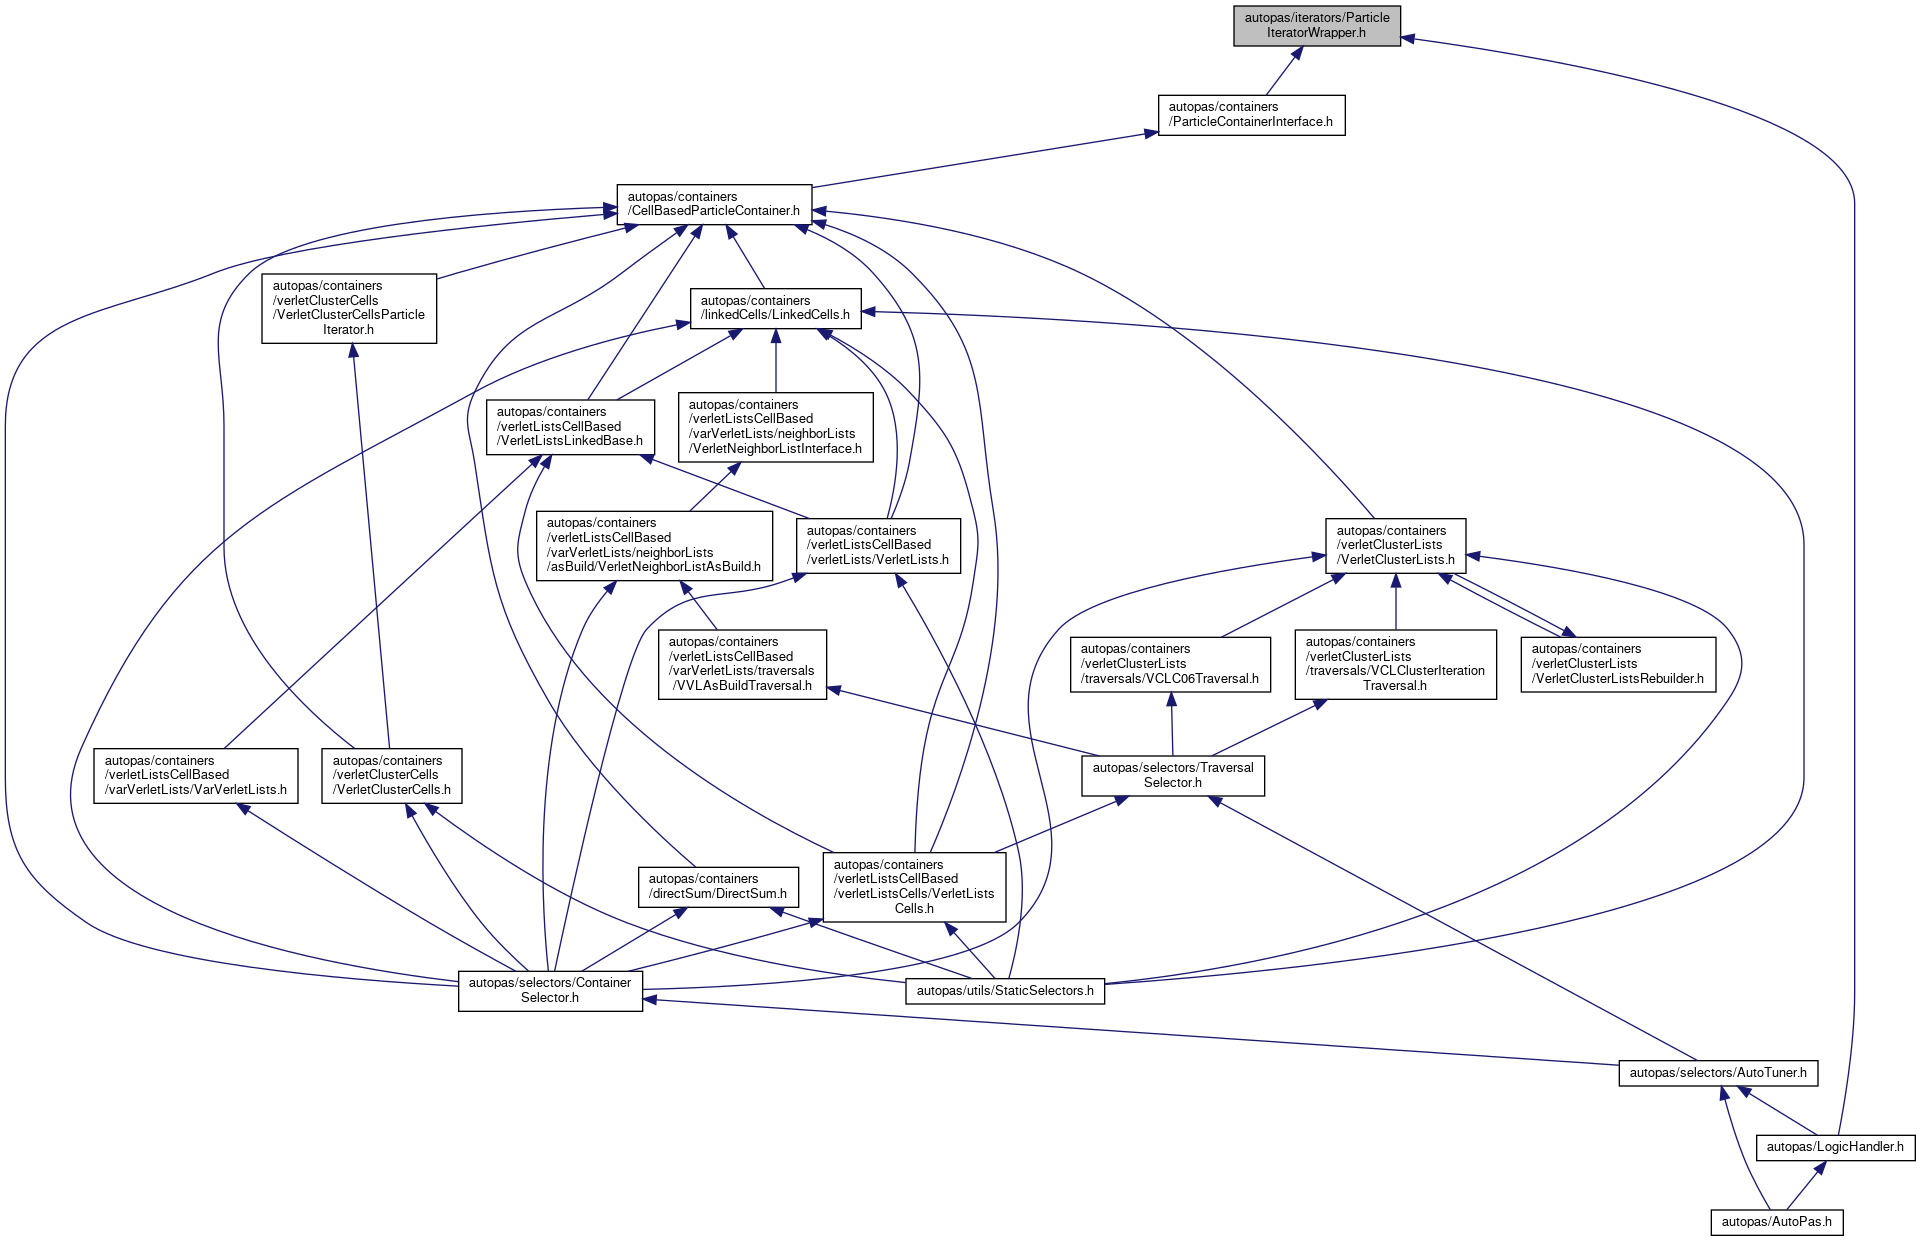 autopas/iterators/Particle
IteratorWrapper.h
autopas/containers
/ParticleContainerInterface.h
autopas/containers
/CellBasedParticleContainer.h
autopas/containers
/verletClusterCells
/VerletClusterCellsParticle
Iterator.h
autopas/containers
/linkedCells/LinkedCells.h
autopas/containers
/verletListsCellBased
/VerletListsLinkedBase.h
autopas/containers
/verletListsCellBased
/varVerletLists/neighborLists
/VerletNeighborListInterface.h
autopas/containers
/verletListsCellBased
/varVerletLists/neighborLists
/asBuild/VerletNeighborListAsBuild.h
autopas/containers
/verletListsCellBased
/verletLists/VerletLists.h
autopas/containers
/verletClusterLists
/VerletClusterLists.h
autopas/containers
/verletListsCellBased
/varVerletLists/traversals
/VVLAsBuildTraversal.h
autopas/containers
/verletClusterLists
/traversals/VCLC06Traversal.h
autopas/containers
/verletClusterLists
/traversals/VCLClusterIteration
Traversal.h
autopas/containers
/verletClusterLists
/VerletClusterListsRebuilder.h
autopas/containers
/verletListsCellBased
/varVerletLists/VarVerletLists.h
autopas/containers
/verletClusterCells
/VerletClusterCells.h
autopas/selectors/Traversal
Selector.h
autopas/containers
/directSum/DirectSum.h
autopas/containers
/verletListsCellBased
/verletListsCells/VerletLists
Cells.h
autopas/selectors/Container
Selector.h
autopas/utils/StaticSelectors.h
autopas/selectors/AutoTuner.h
autopas/LogicHandler.h
autopas/AutoPas.h